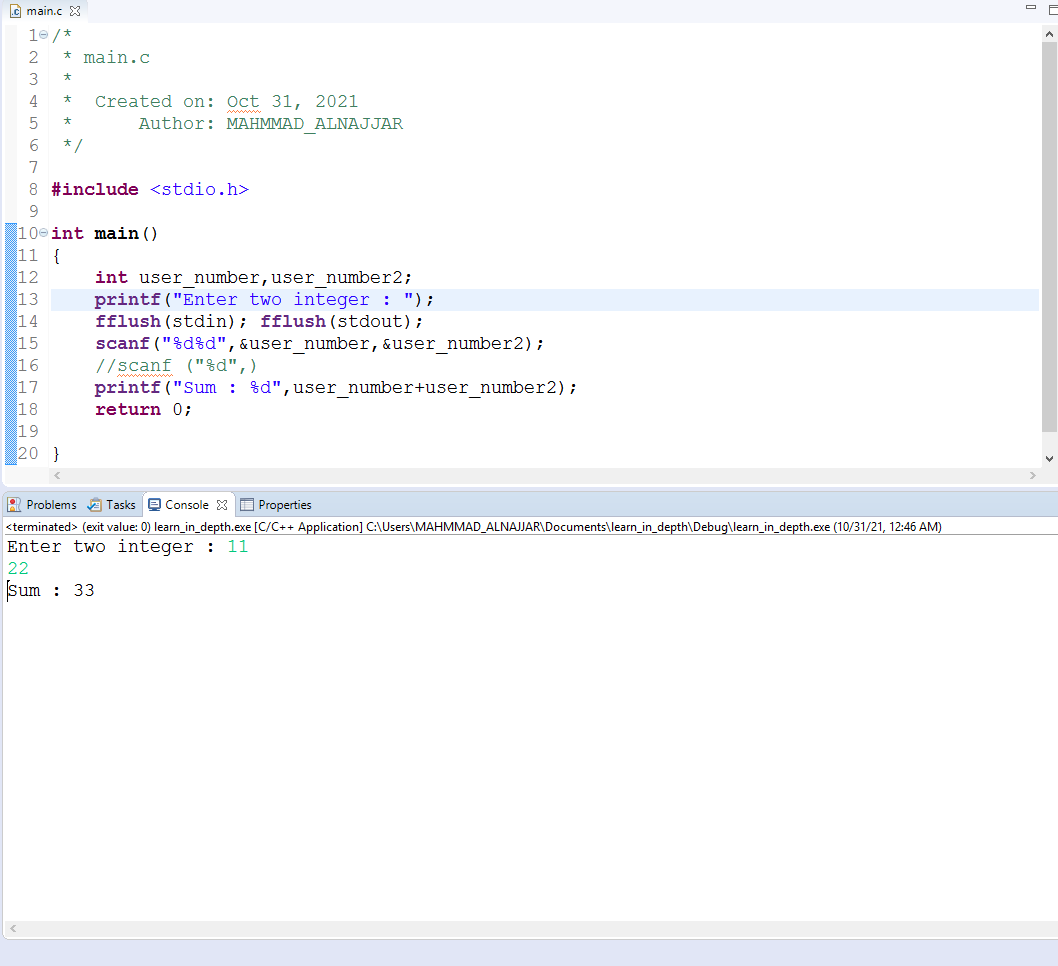 main.c
1 /*
2  * main.c
3  *
4  *  Created on: Oct 31, 2021
5  *      Author: MAHMMAD_ALNAJJAR
6  */
7
8 #include <stdio.h>
9
10 int main()
11 {
12     int user_number,user_number2;
13     printf("Enter two integer : ");
14     fflush(stdin); fflush(stdout);
15     scanf("%d%d",&user_number,&user_number2);
16     //scanf ("%d",)
17     printf("Sum : %d",user_number+user_number2);
18     return 0;
19
20 }
Problems Tasks Console Properties
<terminated> (exit value: 0) learn_in_depth.exe [C/C++ Application] C:\Users\MAHMMAD_ALNAJJAR\Documents\learn_in_depth\Debug\learn_in_depth.exe (10/31/21, 12:46 AM)
Enter two integer : 11
22
Sum : 33